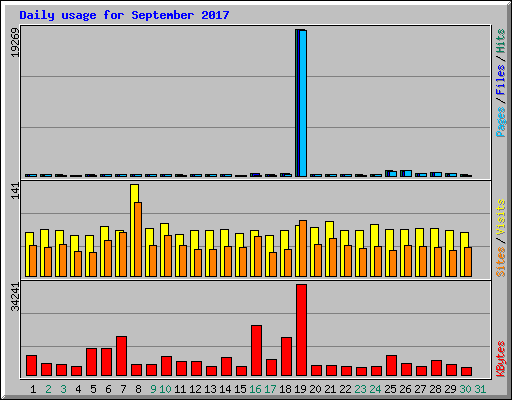 Daily usage for September 2017
19269
141
34241
Pages / Files / Hits
Sites / Visits
KBytes
1 2 3 4 5 6 7 8 9 10 11 12 13 14 15 16 17 18 19 20 21 22 23 24 25 26 27 28 29 30 31